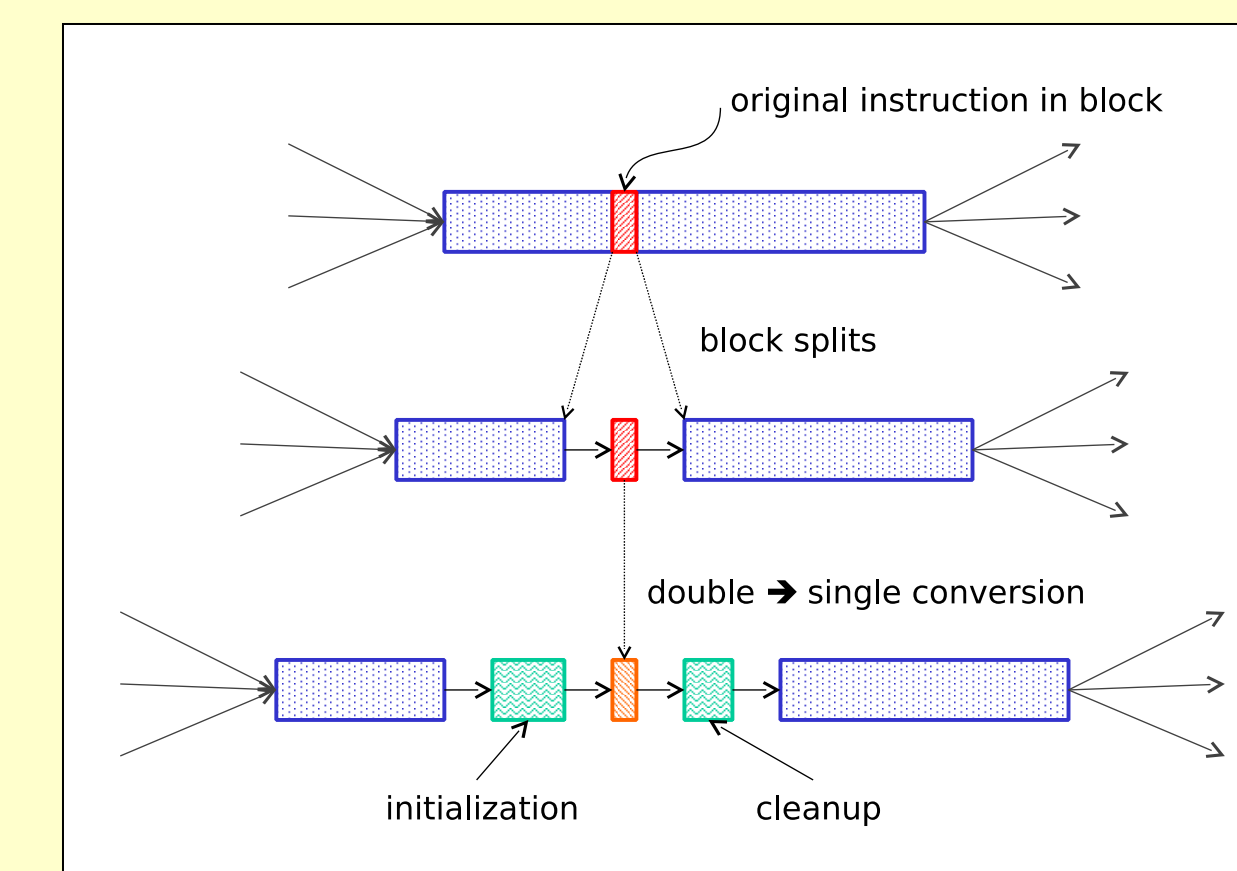 original instruction in block
block splits
double ➔ single conversion
initialization
cleanup